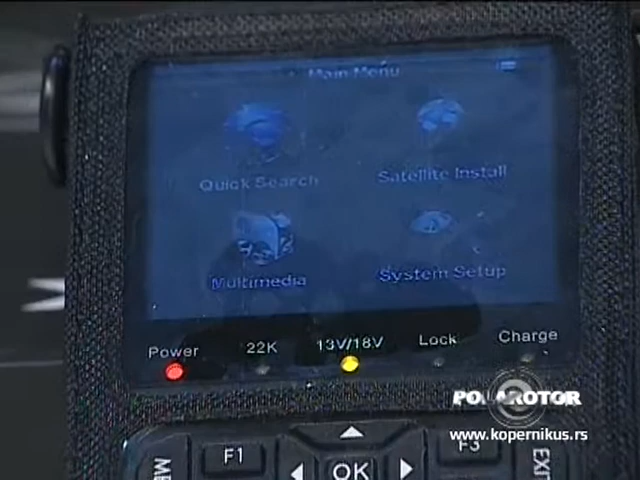 Main Menu
Quick Search
Satellite Install
Multimedia
System Setup
Power 22K 13V/18V Lock Charge
POLAROTOR
www.kopernikus.rs
F1
F3
OK